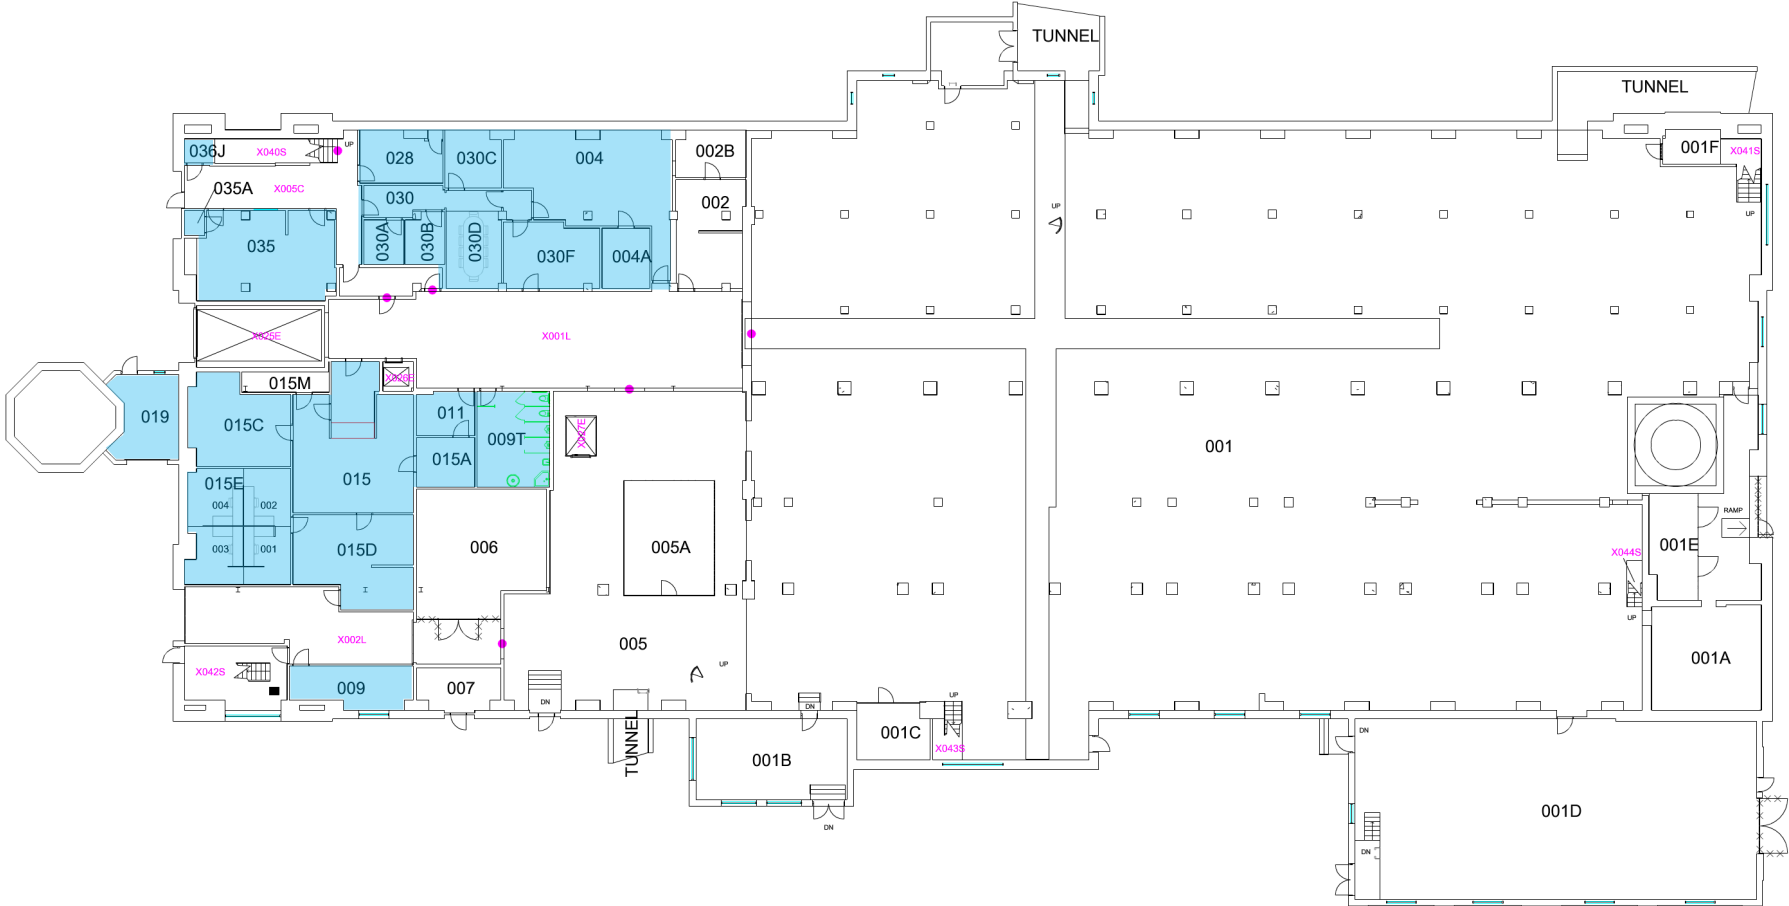 TUNNEL
TUNNEL
036J
X040S
UP
028
030C
004
002B
001F
X041S
035A
X005C
030
002
UP
UP
035
030A
030B
030D
030F
004A
X025E
X001L
015M
X026E
019
015C
011
009T
X027E
001
015A
015E
015
004
002
003
001
015D
006
005A
RAMP
001E
X044S
UP
X002L
005
UP
001A
X042S
009
007
DN
DN
UP
TUNNEL
001C
X043S
001B
DN
DN
001D
DN